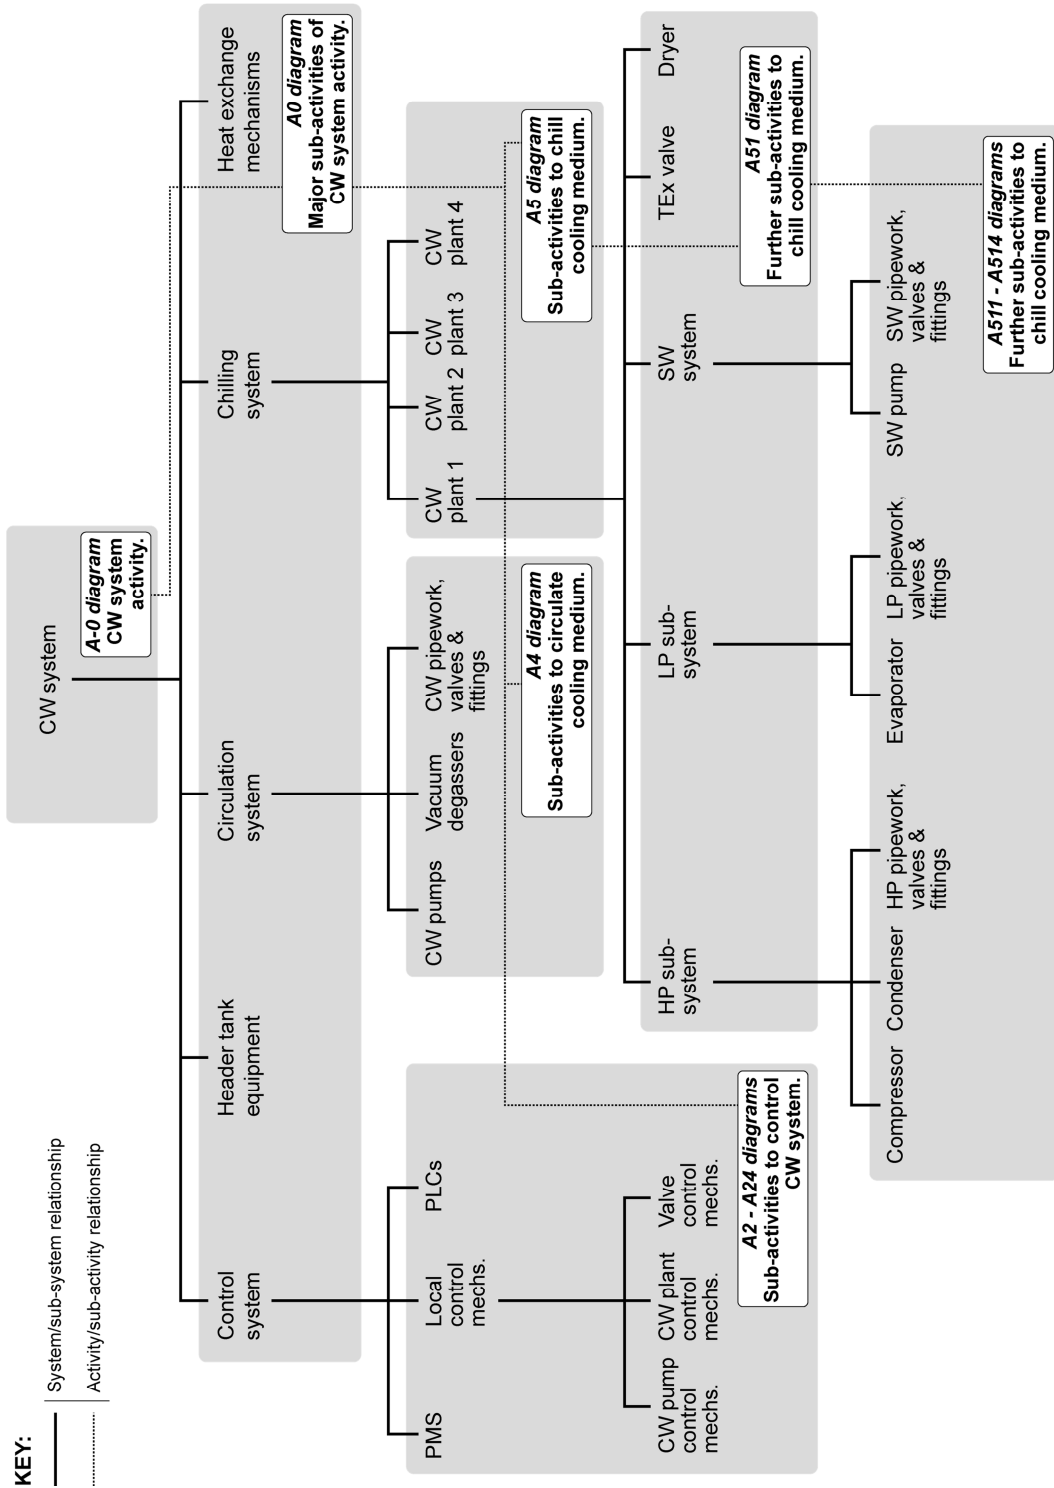 KEY:
System/sub-system relationship
Activity/sub-activity relationship
CW system
A-0 diagram
CW system
activity.
Control
system
Header tank
equipment
Circulation
system
Chilling
system
Heat exchange
mechanisms
A0 diagram
Major sub-activities of
CW system activity.
PMS
Local
control
mechs.
PLCs
CW pumps
Vacuum
degassers
CW pipework,
valves &
fittings
CW
plant 1
CW
plant 2
CW
plant 3
CW
plant 4
A4 diagram
Sub-activities to circulate
cooling medium.
A5 diagram
Sub-activities to chill
cooling medium.
CW pump
control
mechs.
CW plant
control
mechs.
Valve
control
mechs.
A2 - A24 diagrams
Sub-activities to control
CW system.
HP sub-
system
LP sub-
system
SW
system
TEx valve
Dryer
A51 diagram
Further sub-activities to
chill cooling medium.
Compressor
Condenser
HP pipework,
valves &
fittings
Evaporator
LP pipework,
valves &
fittings
SW pump
SW pipework,
valves &
fittings
A511 - A514 diagrams
Further sub-activities to
chill cooling medium.